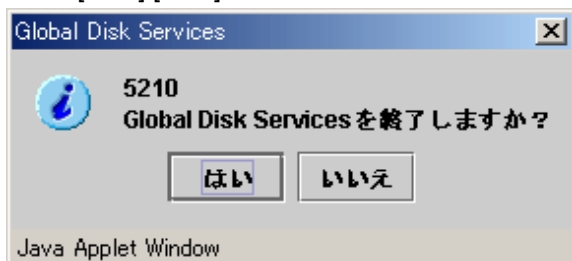 Global Disk Services
5210
Global Disk Servicesを終了しますか？
はい
いいえ
Java Applet Window